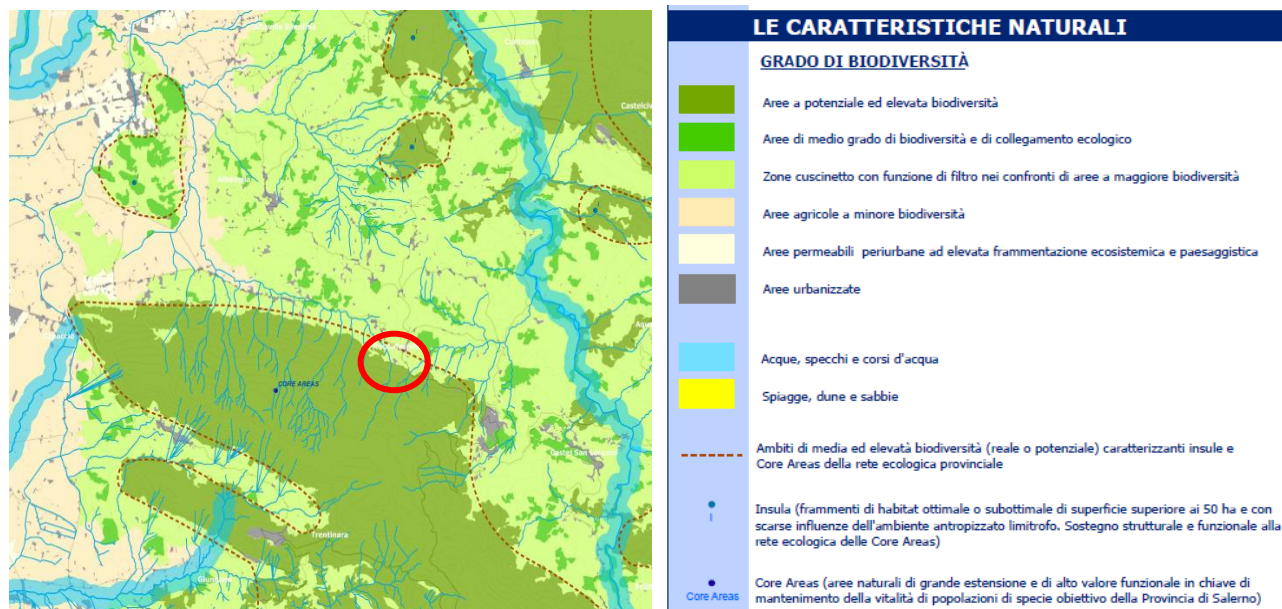 Castelciv
CORE AREAS
Castel San Lorenzo
Trentinara
LE CARATTERISTICHE NATURALI
GRADO DI BIODIVERSITÀ
Aree a potenziale ed elevata biodiversità
Aree di medio grado di biodiversità e di collegamento ecologico
Zone cuscinetto con funzione di filtro nei confronti di aree a maggiore biodiversità
Aree agricole a minore biodiversità
Aree permeabili periurbane ad elevata frammentazione ecosistemica e paesaggistica
Aree urbanizzate
Acque, specchi e corsi d'acqua
Spiagge, dune e sabbie
Ambiti di media ed elevatà biodiversità (reale o potenziale) caratterizzanti insule e
Core Areas della rete ecologica provinciale
I
Insula (frammenti di habitat ottimale o subottimale di superficie superiore ai 50 ha e con
scarse influenze dell'ambiente antropizzato limitrofo. Sostegno strutturale e funzionale alla
rete ecologica delle Core Areas)
Core Areas
Core Areas (aree naturali di grande estensione e di alto valore funzionale in chiave di
mantenimento della vitalità di popolazioni di specie obiettivo della Provincia di Salerno)